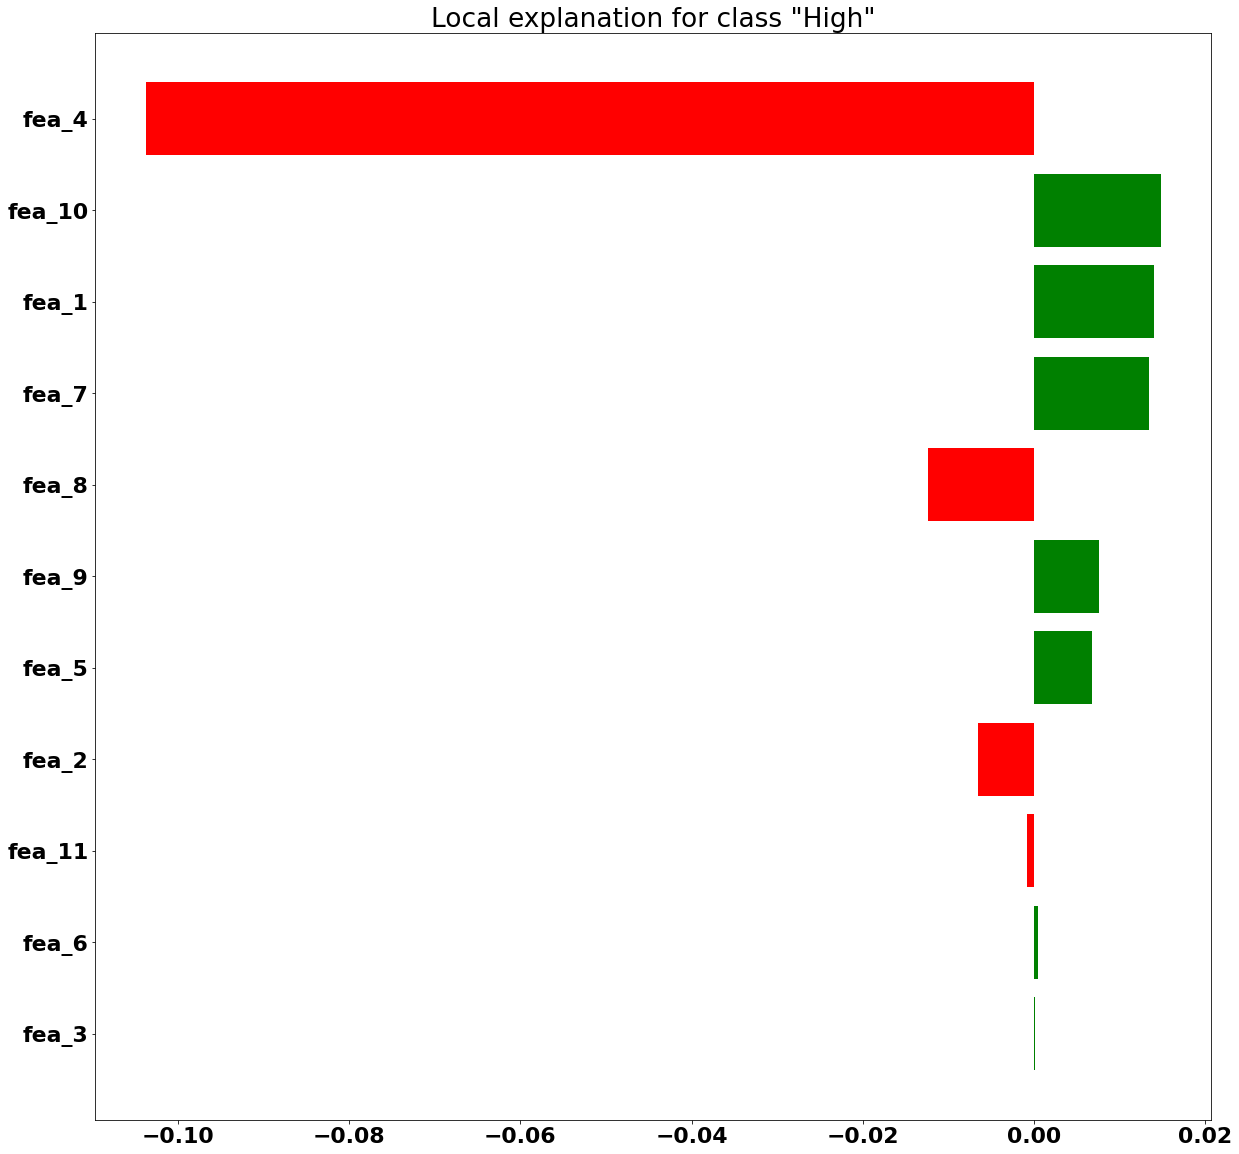 Local explanation for class "High"
fea_4
fea_10
fea_1
fea_7
fea_8
fea_9
fea_5
fea_2
fea_11
fea_6
fea_3
−0.10 −0.08 −0.06 −0.04 −0.02 0.00 0.02